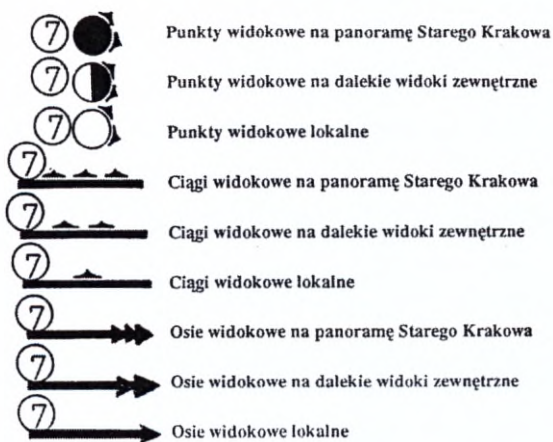 7 Punkty widokowe na panoramę Starego Krakowa
7 Punkty widokowe na dalekie widoki zewnętrzne
7 Punkty widokowe lokalne
7 Ciągi widokowe na panoramę Starego Krakowa
7 Ciągi widokowe na dalekie widoki zewnętrzne
7 Ciągi widokowe lokalne
7 Osie widokowe na panoramę Starego Krakowa
7 Osie widokowe na dalekie widoki zewnętrzne
7 Osie widokowe lokalne